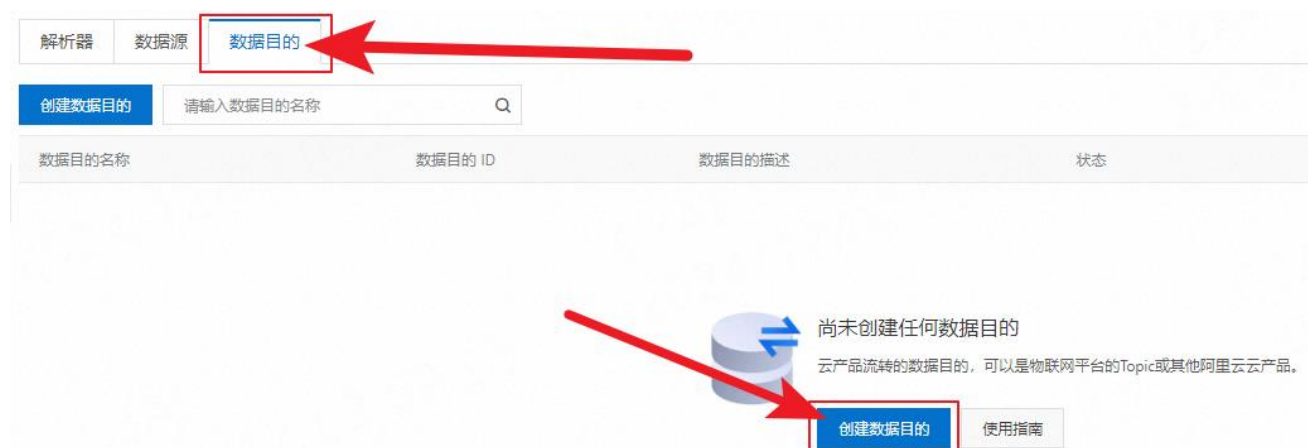 解析器 数据源 数据目的
创建数据目的 请输入数据目的名称
数据目的名称 数据目的 ID 数据目的描述 状态
尚未创建任何数据目的
云产品流转的数据目的，可以是物联网平台的Topic或其他阿里云云产品。
创建数据目的 使用指南